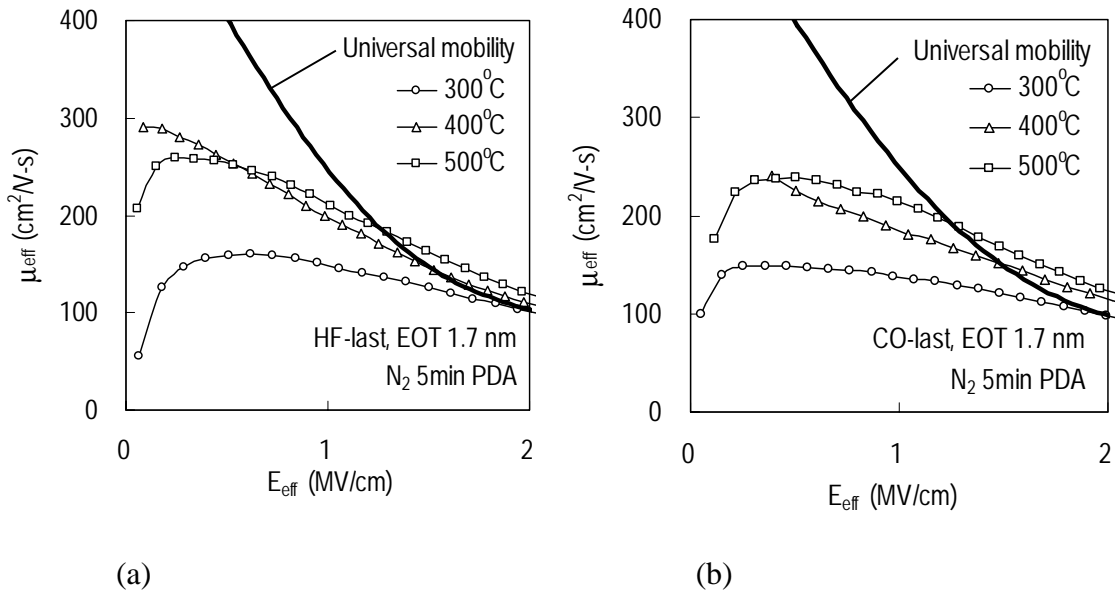 400
300
200
100
0
μeff (cm²/V-s)
Universal mobility
300°C
400°C
500°C
HF-last, EOT 1.7 nm
N₂ 5min PDA
0 1 2
Eeff (MV/cm)
(a)
400
300
200
100
0
μeff (cm²/V-s)
Universal mobility
300°C
400°C
500°C
CO-last, EOT 1.7 nm
N₂ 5min PDA
0 1 2
Eeff (MV/cm)
(b)